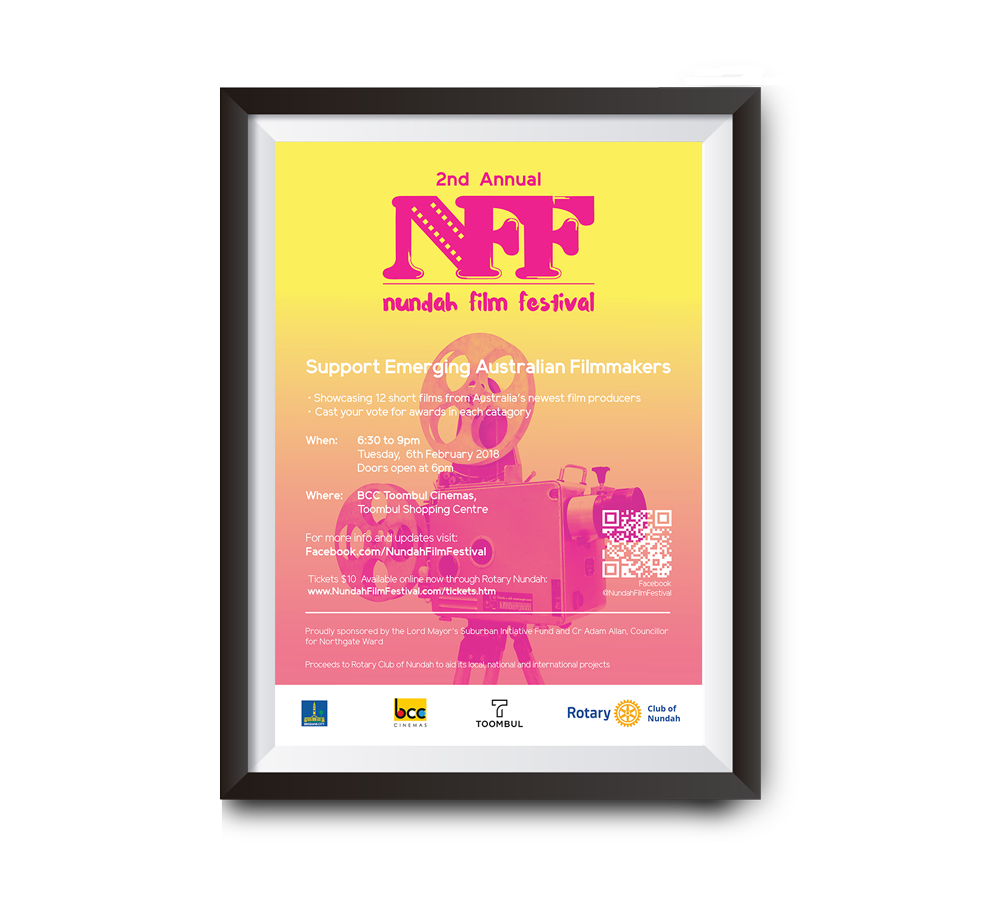 2nd Annual
NFF
nundah film festival
Support Emerging Australian Filmmakers
· Showcasing 12 short films from Australia's newest film producers
· Cast your vote for awards in each catagory
When: 6:30 to 9pm
Tuesday, 6th February 2018
Doors open at 6pm
Where: BCC Toombul Cinemas,
Toombul Shopping Centre
For more info and updates visit:
Facebook.com/NundahFilmFestival
Facebook
@NundahFilmFestival
Tickets $10 Available online now through Rotary Nundah:
www.NundahFilmFestival.com/tickets.htm
Proudly sponsored by the Lord Mayor's Suburban Initiative Fund and Cr Adam Allan, Councillor
for Northgate Ward
Proceeds to Rotary Club of Nundah to aid its local, national and international projects
BRISBANE CITY
bcc
CINEMAS
T
TOOMBUL
Rotary
Club of
Nundah